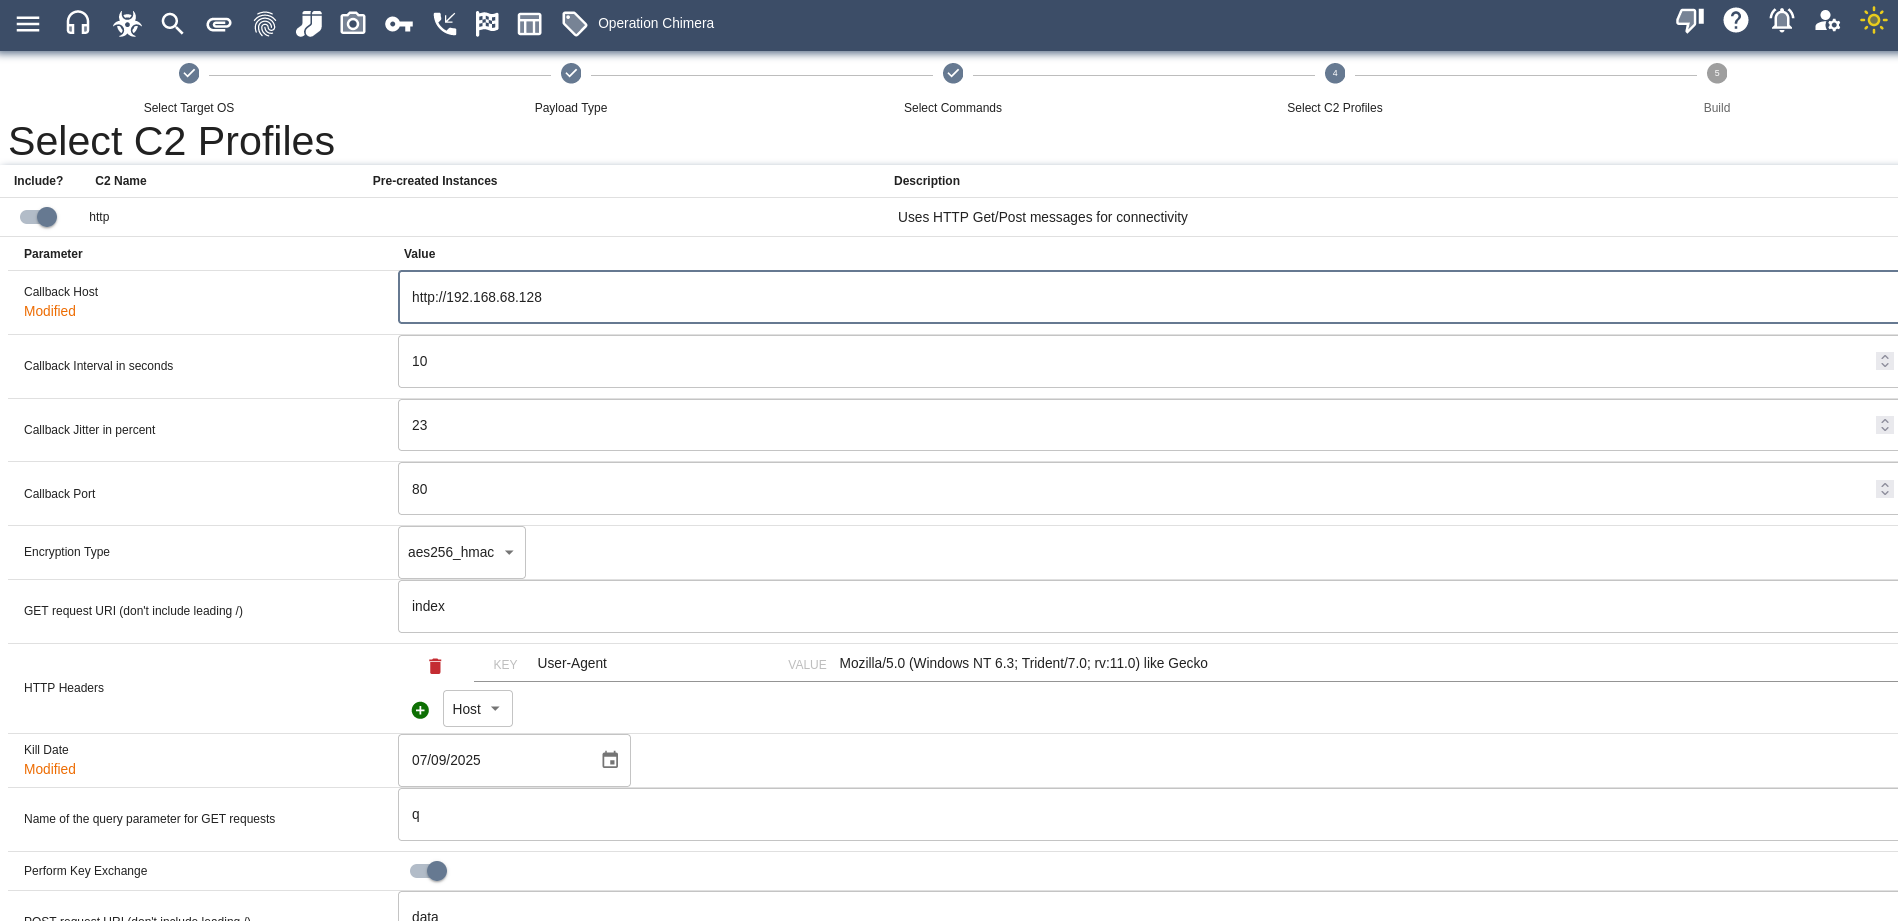 Operation Chimera
4
5
Select Target OS
Payload Type
Select Commands
Select C2 Profiles
Build
Select C2 Profiles
Include?
C2 Name
Pre-created Instances
Description
http
Uses HTTP Get/Post messages for connectivity
Parameter
Value
Callback Host
Modified
http://192.168.68.128
Callback Interval in seconds
10
Callback Jitter in percent
23
Callback Port
80
Encryption Type
aes256_hmac
GET request URI (don't include leading /)
index
HTTP Headers
KEY
User-Agent
VALUE
Mozilla/5.0 (Windows NT 6.3; Trident/7.0; rv:11.0) like Gecko
Host
Kill Date
Modified
07/09/2025
Name of the query parameter for GET requests
q
Perform Key Exchange
POST request URI (don't include leading /)
data